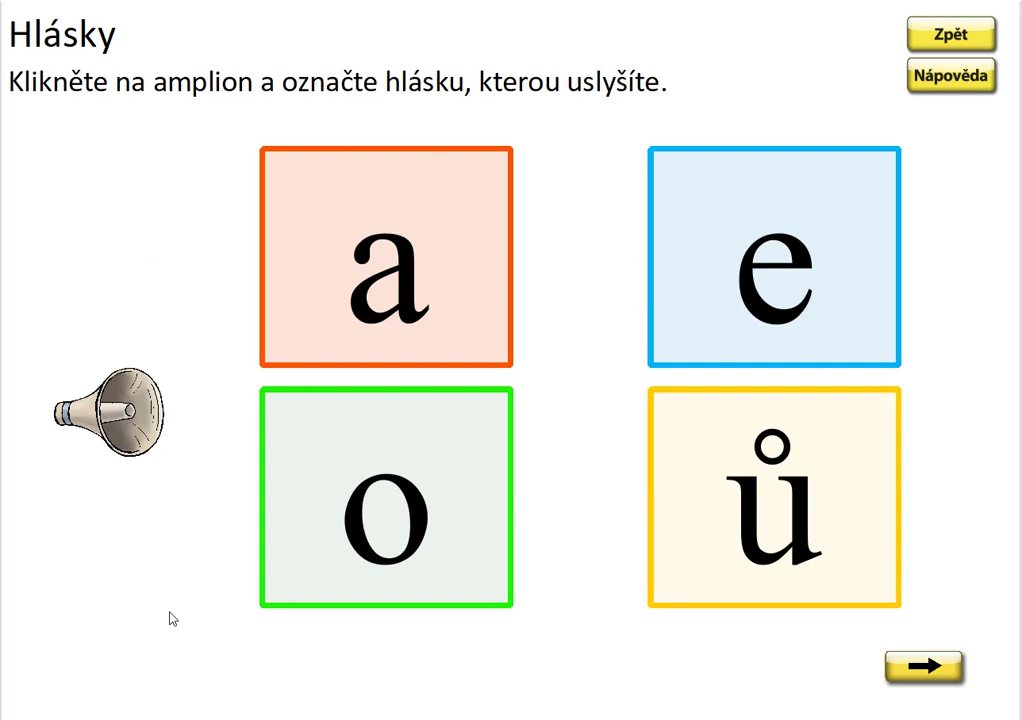 Hlásky
Zpět
Klikněte na amplion a označte hlásku, kterou uslyšíte.
Nápověda
a
e
o
ů